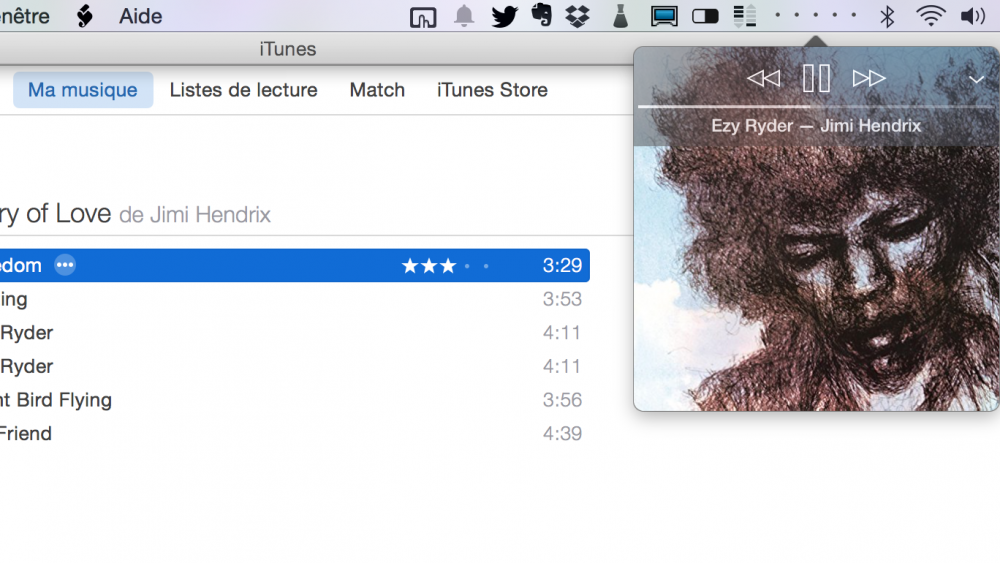 nêtre Aide
iTunes
Ma musique Listes de lecture Match iTunes Store
Ezy Ryder — Jimi Hendrix
ry of Love de Jimi Hendrix
edom ••• ★★★ • • 3:29
ing 3:53
Ryder 4:11
Ryder 4:11
nt Bird Flying 3:56
Friend 4:39